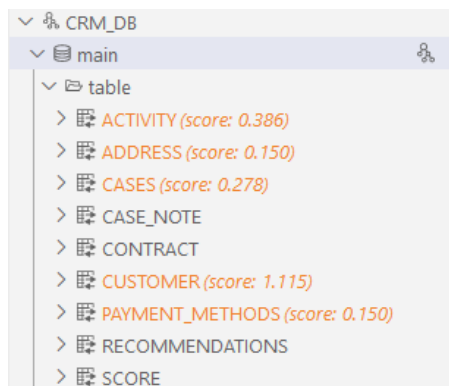 CRM_DB
main
table
ACTIVITY (score: 0.386)
ADDRESS (score: 0.150)
CASES (score: 0.278)
CASE_NOTE
CONTRACT
CUSTOMER (score: 1.115)
PAYMENT_METHODS (score: 0.150)
RECOMMENDATIONS
SCORE